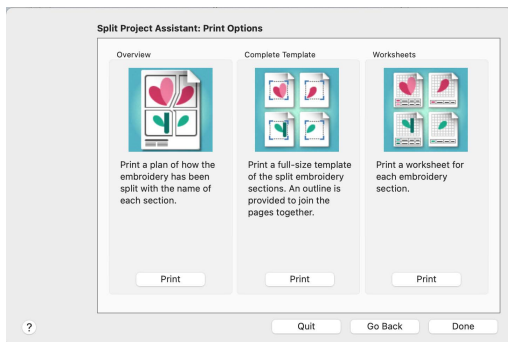 Split Project Assistant: Print Options
Overview
Print a plan of how the
embroidery has been
split with the name of
each section.
Print
Complete Template
Print a full-size template
of the split embroidery
sections. An outline is
provided to join the
pages together.
Print
Worksheets
Print a worksheet for
each embroidery
section.
Print
?
Quit
Go Back
Done